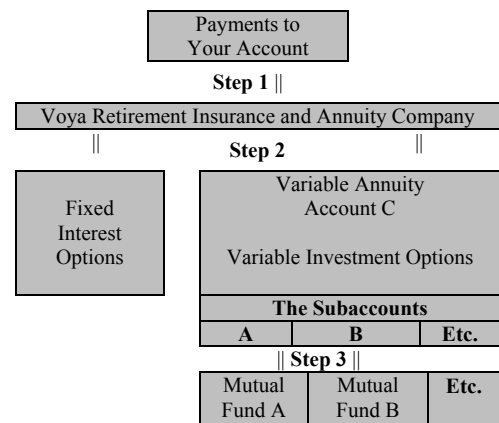 Payments to
Your Account
Step 1 ||
Voya Retirement Insurance and Annuity Company
|| Step 2 ||
Fixed
Interest
Options
Variable Annuity
Account C
Variable Investment Options
The Subaccounts
A B Etc.
|| Step 3 ||
Mutual
Fund A
Mutual
Fund B
Etc.